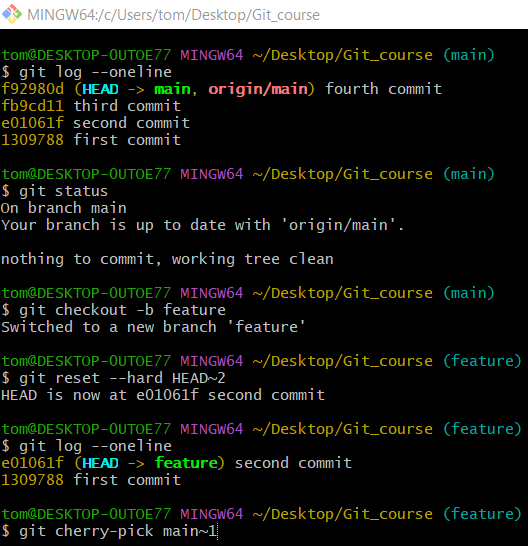 MINGW64:/c/Users/tom/Desktop/Git_course
tom@DESKTOP-OUTOE77 MINGW64 ~/Desktop/Git_course (main)
$ git log --oneline
f92980d (HEAD -> main, origin/main) fourth commit
fb9cd11 third commit
e01061f second commit
1309788 first commit
tom@DESKTOP-OUTOE77 MINGW64 ~/Desktop/Git_course (main)
$ git status
On branch main
Your branch is up to date with 'origin/main'.
nothing to commit, working tree clean
tom@DESKTOP-OUTOE77 MINGW64 ~/Desktop/Git_course (main)
$ git checkout -b feature
Switched to a new branch 'feature'
tom@DESKTOP-OUTOE77 MINGW64 ~/Desktop/Git_course (feature)
$ git reset --hard HEAD~2
HEAD is now at e01061f second commit
tom@DESKTOP-OUTOE77 MINGW64 ~/Desktop/Git_course (feature)
$ git log --oneline
e01061f (HEAD -> feature) second commit
1309788 first commit
tom@DESKTOP-OUTOE77 MINGW64 ~/Desktop/Git_course (feature)
$ git cherry-pick main~1